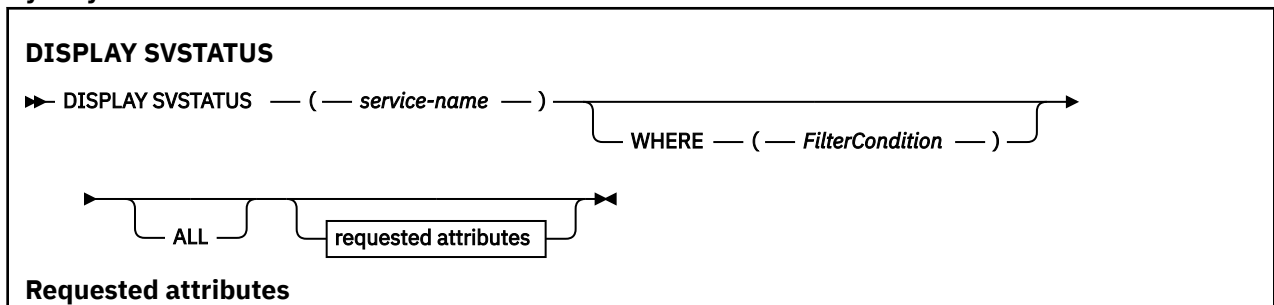 DISPLAY SVSTATUS
DISPLAY SVSTATUS ( service-name )
WHERE ( FilterCondition )
ALL requested attributes
Requested attributes